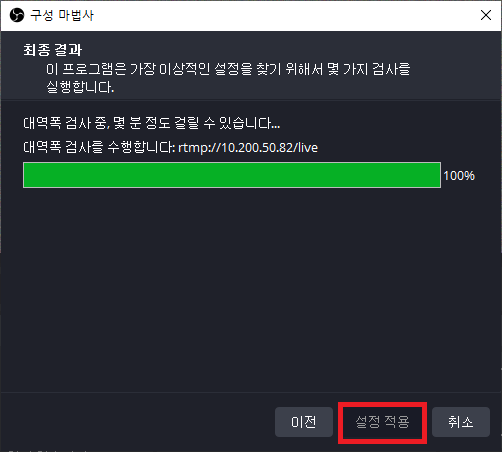 구성 마법사
최종 결과
이 프로그램은 가장 이상적인 설정을 찾기 위해서 몇 가지 검사를
실행합니다.
대역폭 검사 중, 몇 분 정도 걸릴 수 있습니다...
대역폭 검사를 수행합니다: rtmp://10.200.50.82/live
100%
이전 설정 적용 취소